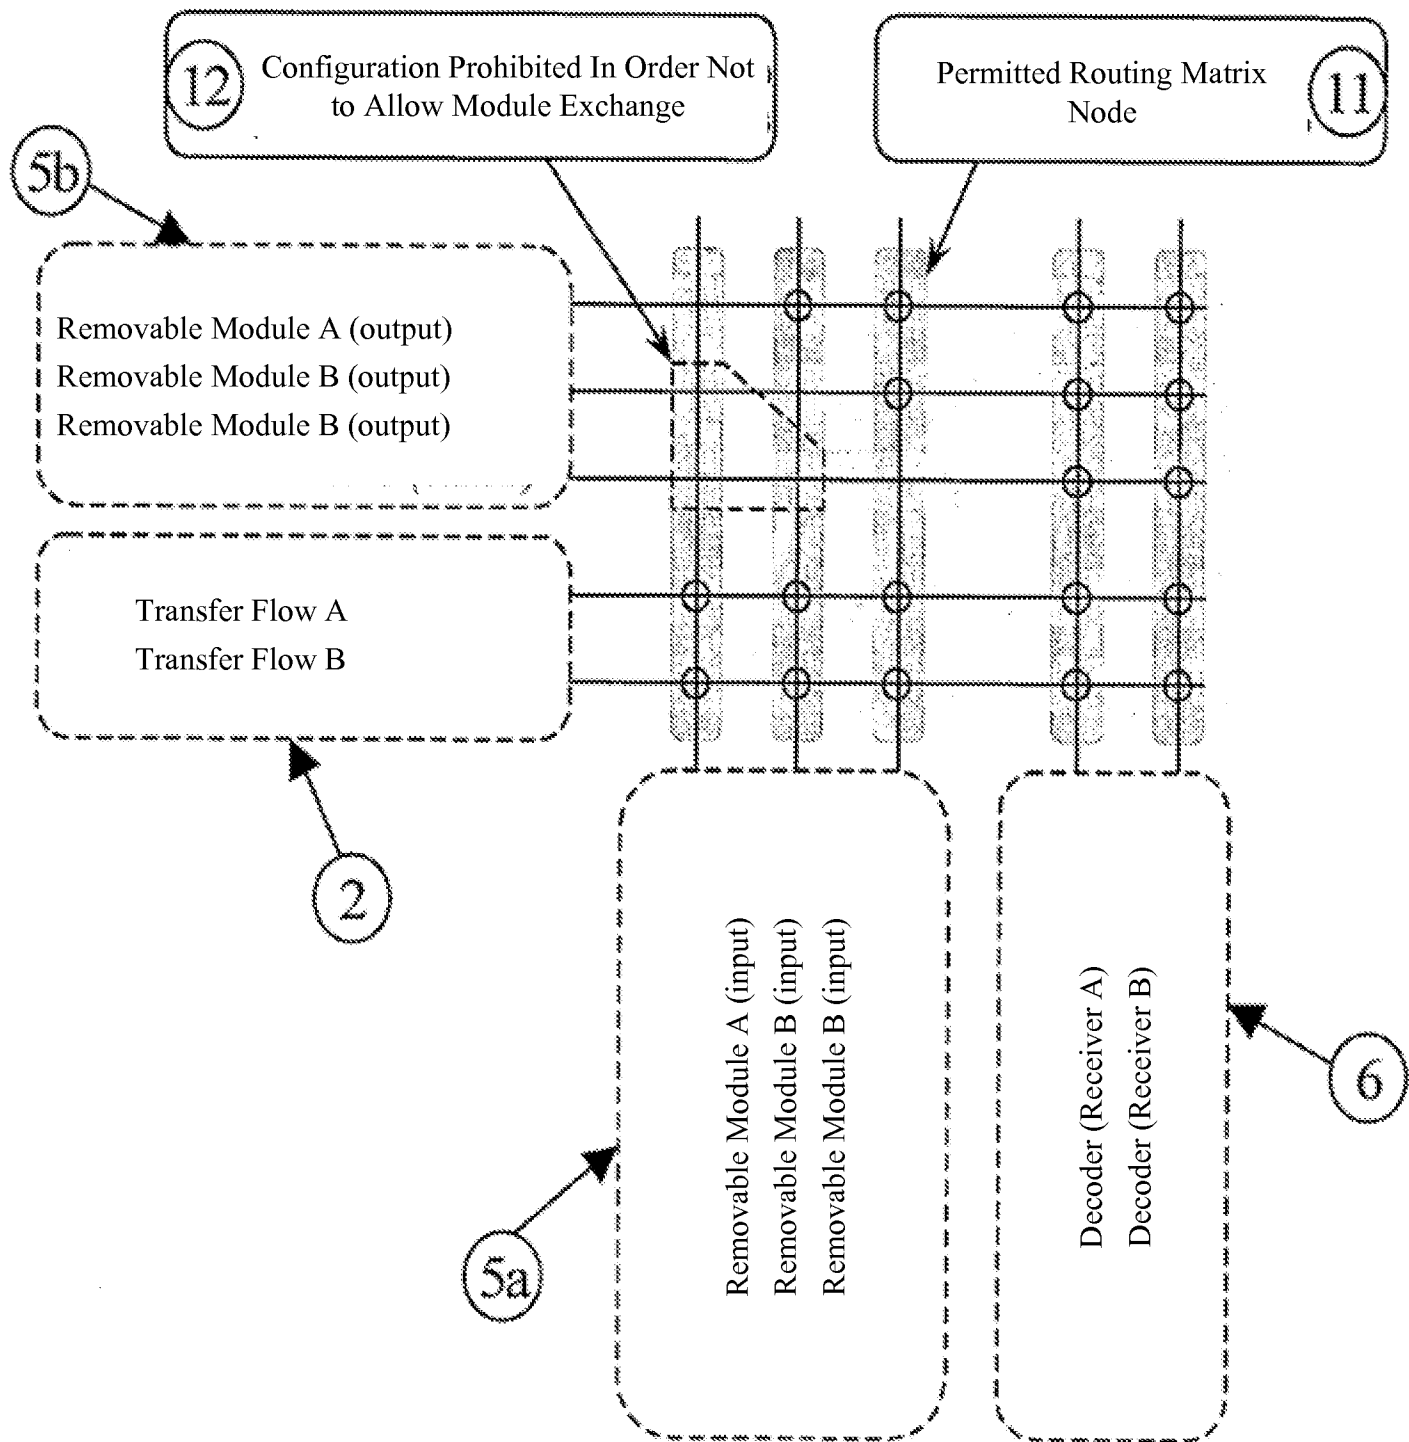 12
Configuration Prohibited In Order Not
to Allow Module Exchange
Permitted Routing Matrix
Node
11
5b
Removable Module A (output)
Removable Module B (output)
Removable Module B (output)
Transfer Flow A
Transfer Flow B
2
Removable Module A (input)
Removable Module B (input)
Removable Module B (input)
Decoder (Receiver A)
Decoder (Receiver B)
6
5a